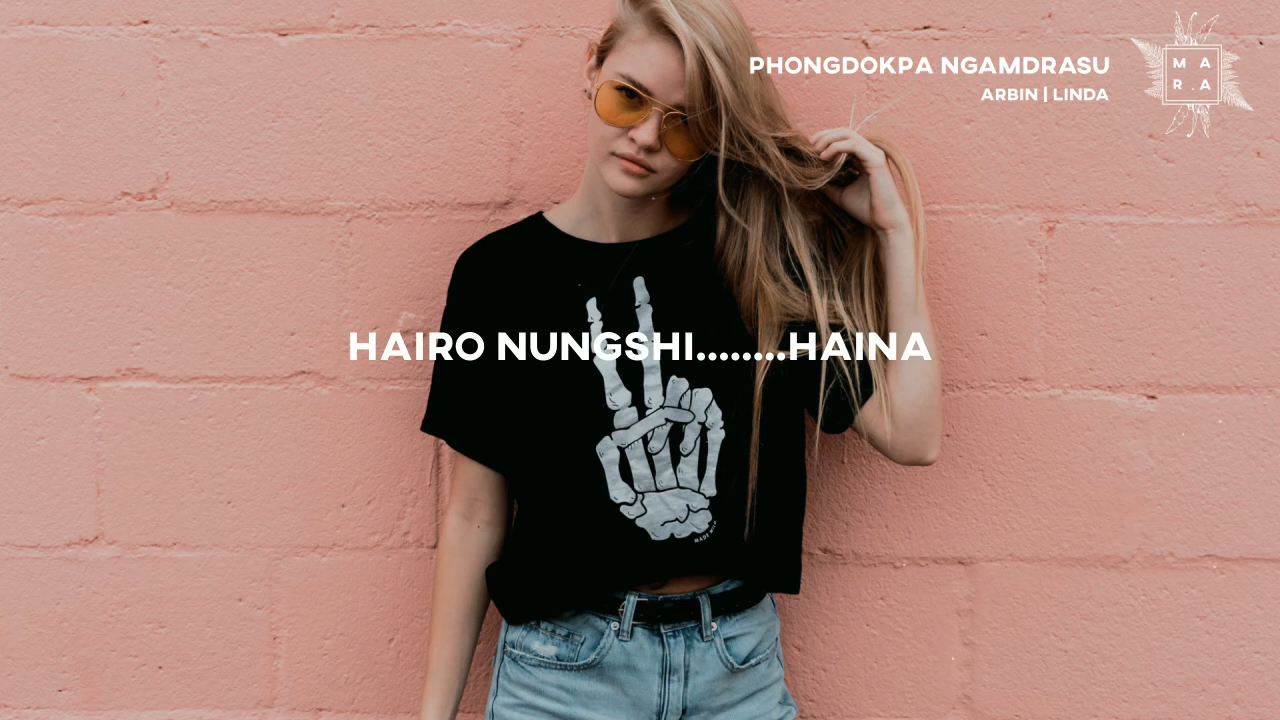 PHONGDOKPA NGAMDRASU
ARBIN | LINDA
M A
R . A
HAIRO NUNGSHI........HAINA